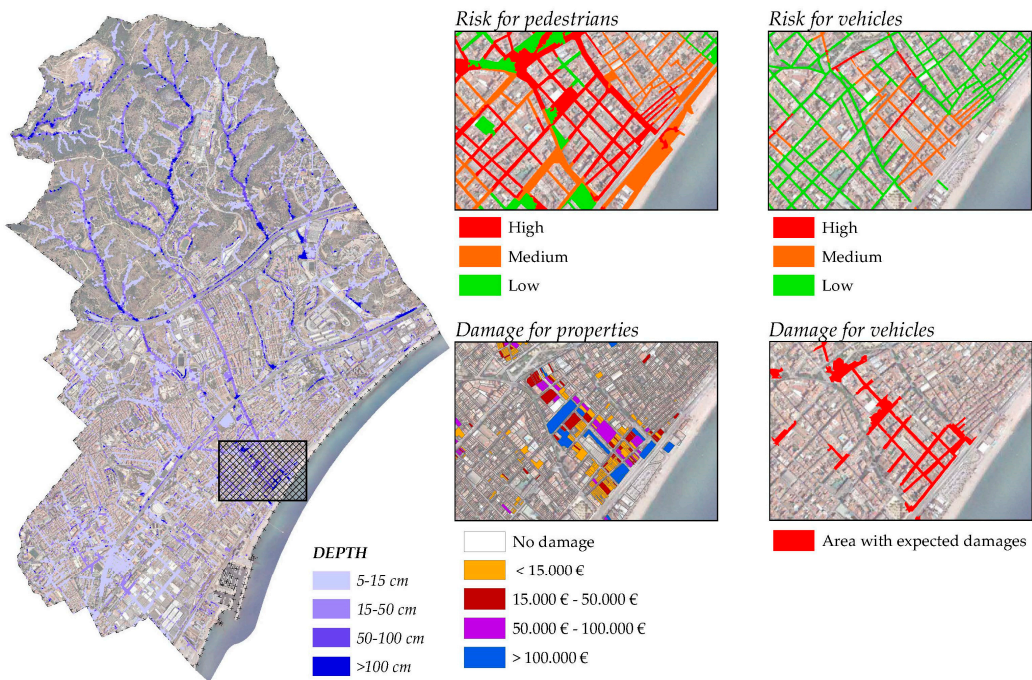 Risk for pedestrians
High
Medium
Low
Risk for vehicles
High
Medium
Low
Damage for properties
No damage
< 15.000 €
15.000 € - 50.000 €
50.000 € - 100.000 €
> 100.000 €
Damage for vehicles
Area with expected damages
DEPTH
5-15 cm
15-50 cm
50-100 cm
>100 cm